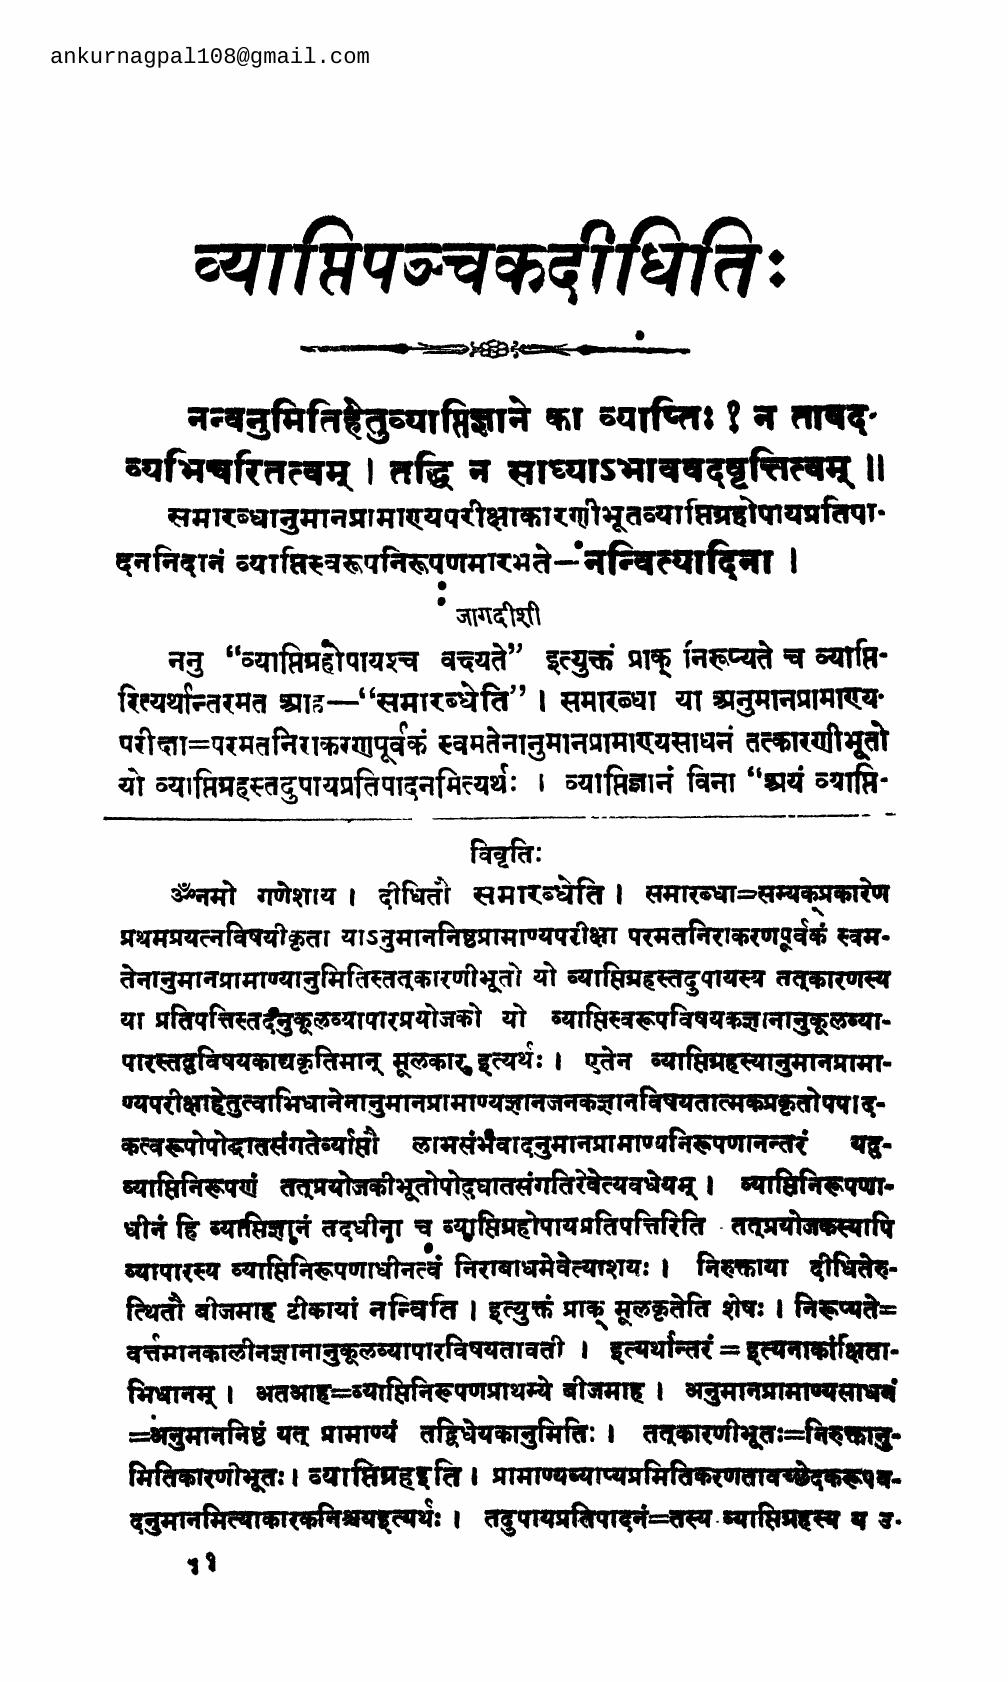 ankurnagpal108@gmail.com
व्याप्तिपञ्चकदीधितिः
नन्वनुमितिहेतुव्याप्तिज्ञाने का व्याप्तिः ? न तावद-
व्यभिचरितत्वम् । तद्धि न साध्याऽभाववदवृत्तित्वम् ॥
समारब्धानुमानप्रामाण्यपरीक्षाकारणीभूतव्याप्तिग्रहोपायप्रतिपा-
दननिदानं व्याप्तिस्वरूपनिरूपणमारभते—नन्वित्यादिना ।
जागदीशी
ननु “व्याप्तिग्रहोपायश्च वक्ष्यते” इत्युक्तं प्राक् निरूप्यते च व्याप्ति-
रित्यर्थान्तरमत आह—“समारब्धेति” । समारब्धा या अनुमानप्रामाण्य-
परीक्षा=परमतनिराकरणपूर्वकं स्वमतेनानुमानप्रामाण्यसाधनं तत्कारणीभूतो
यो व्याप्तिग्रहस्तदुपायप्रतिपादनमित्यर्थः । व्याप्तिज्ञानं विना “अयं व्याप्ति-
विवृतिः
ॐनमो गणेशाय । दीधितौ समारब्धेति । समारब्धा=सम्यक्प्रकारेण
प्रथमप्रयत्नविषयीकृता याऽनुमाननिष्ठप्रामाण्यपरीक्षा परमतनिराकरणपूर्वकं स्वम-
तेनानुमानप्रामाण्यानुमितिस्तत्कारणीभूतो यो व्याप्तिग्रहस्तदुपायस्य तत्कारणस्य
या प्रतिपत्तिस्तदनुकूलव्यापारप्रयोजको यो व्याप्तिस्वरूपविषयकज्ञानानुकूलव्या-
पारस्तद्विषयकाद्यकृतिमान् मूलकार, इत्यर्थः । एतेन व्याप्तिग्रहस्यानुमानप्रामा-
ण्यपरीक्षाहेतुत्वाभिधानेनानुमानप्रामाण्यज्ञानजनकज्ञानविषयतात्मकप्रकृतोपपाद-
कत्वरूपोपोद्धातसंगतेर्व्याप्तौ लाभसंभवादनुमानप्रामाण्यनिरूपणानन्तरं यद्व-
व्याप्तिनिरूपणं तत्प्रयोजकीभूतोपोद्घातसंगतिरेवेत्यवधेयम् । व्याप्तिनिरूपणा-
धीनं हि व्याप्तिज्ञानं तदधीना च व्याप्तिग्रहोपायप्रतिपत्तिरिति तत्प्रयोजकस्यापि
व्यापारस्य व्याप्तिनिरूपणाधीनत्वं निराबाधमेवेत्याशयः । निरुक्ताया दीधितेरु-
त्थितौ बीजमाह टीकायां नन्विति । इत्युक्तं प्राक् मूलकृतेति शेषः । निरूप्यते=
वर्त्तमानकालीनज्ञानानुकूलव्यापारविषयतावती । इत्यर्थान्तरं=इत्यनाकांक्षिता-
भिधानम् । अतआह=व्याप्तिनिरूपणप्राथम्ये बीजमाह । अनुमानप्रामाण्यसाधनं
=अनुमाननिष्ठं यत् प्रामाण्यं तद्विधेयकानुमितिः । तत्कारणीभूतः=निरुक्तानु-
मितिकारणीभूतः । व्याप्तिग्रहइति । प्रामाण्यव्याप्यप्रमितिकरणतावच्छेदकरूपव-
दनुमानमित्याकारकनिश्चयइत्यर्थः । तदुपायप्रतिपादनं=तस्य व्याप्तिग्रहस्य य उ-